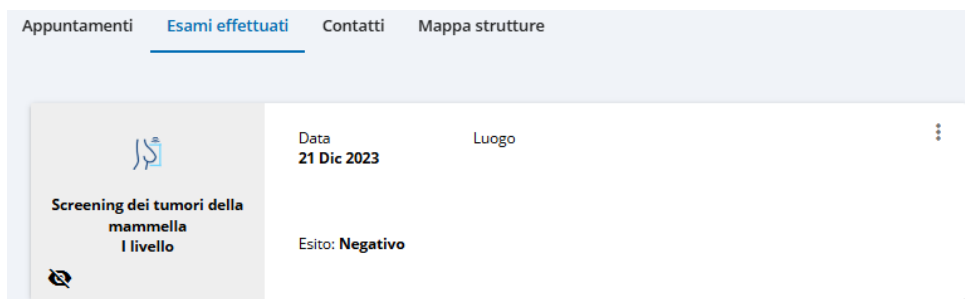 Appuntamenti Esami effettuati Contatti Mappa strutture
Data Luogo
21 Dic 2023
Screening dei tumori della
mammella
I livello
Esito: Negativo